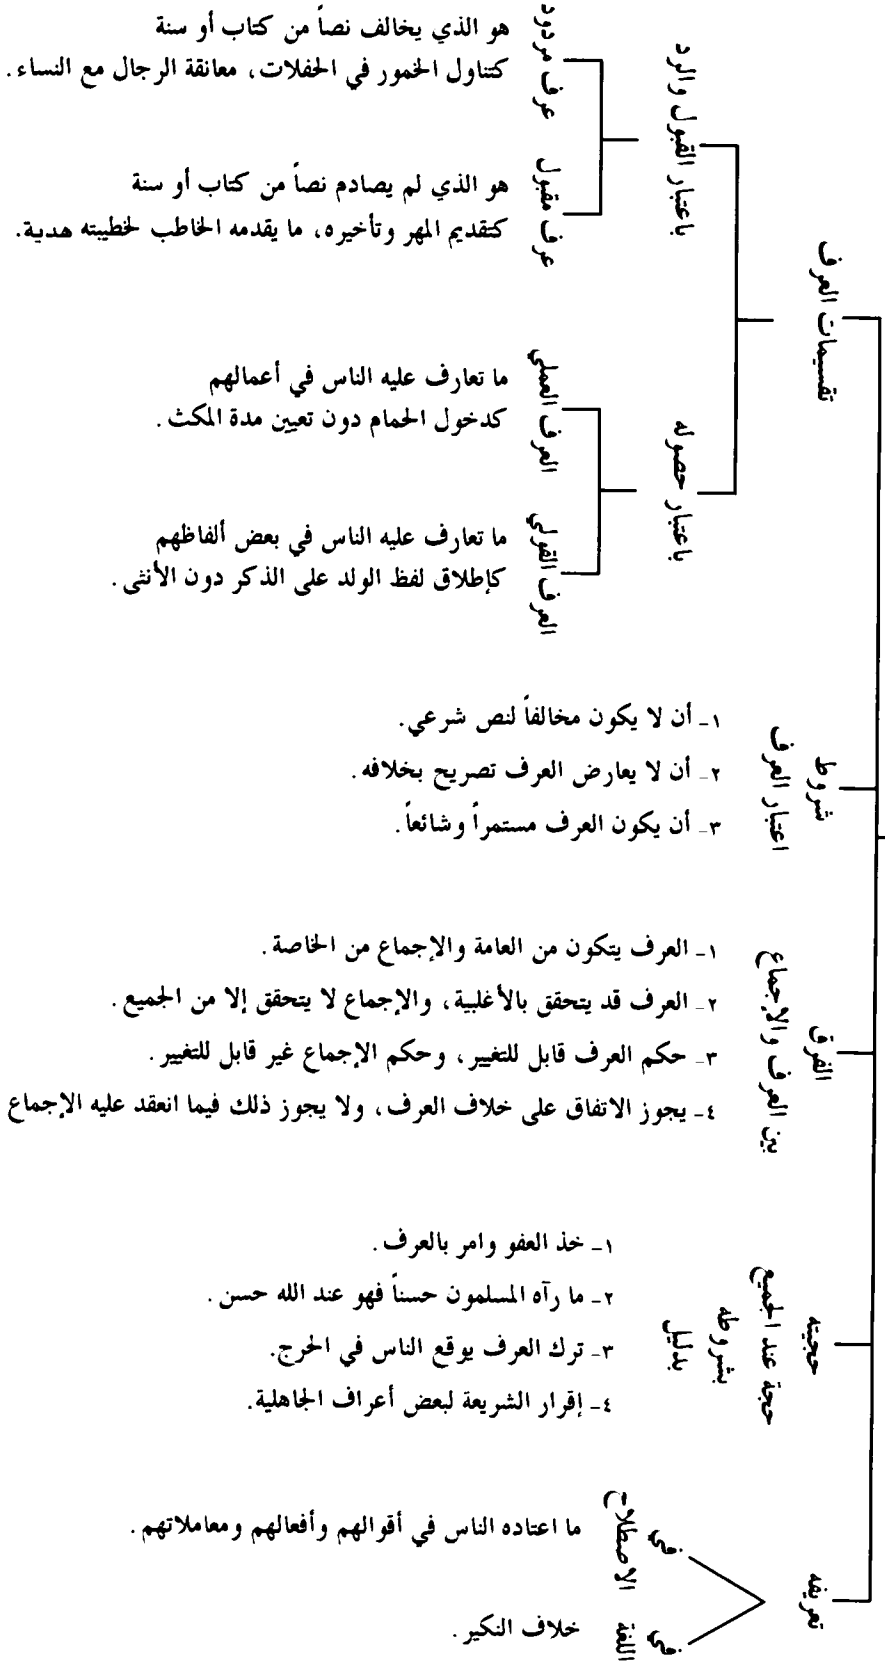 تقسيمات العرف
باعتبار القبول والرد
عرف مردود
هو الذي يخالف نصاً من كتاب أو سنة
كتناول الخمور في الحفلات، معانقة الرجال مع النساء.
عرف مقبول
هو الذي لم يصادم نصاً من كتاب أو سنة
كتقديم المهر وتأخيره، ما يقدمه الخاطب لخطيبته هدية.
باعتبار حصوله
العرف العملي
ما تعارف عليه الناس في أعمالهم
كدخول الحمام دون تعيين مدة المكث.
العرف القولي
ما تعارف عليه الناس في بعض ألفاظهم
كإطلاق لفظ الولد على الذكر دون الأنثى.
شروط
اعتبار العرف
١- أن لا يكون مخالفاً لنص شرعي.
٢- أن لا يعارض العرف تصريح بخلافه.
٣- أن يكون العرف مستمراً وشائعاً.
الفرق
بين العرف والإجماع
١- العرف يتكون من العامة والإجماع من الخاصة.
٢- العرف قد يتحقق بالأغلبية، والإجماع لا يتحقق إلا من الجميع.
٣- حكم العرف قابل للتغيير، وحكم الإجماع غير قابل للتغيير.
٤- يجوز الاتفاق على خلاف العرف، ولا يجوز ذلك فيما انعقد عليه الإجماع
حجيته
حجة عند الجميع
بشروطه
بدليل
١- خذ العفو وامر بالعرف.
٢- ما رآه المسلمون حسناً فهو عند الله حسن.
٣- ترك العرف يوقع الناس في الحرج.
٤- إقرار الشريعة لبعض أعراف الجاهلية.
تعريفه
في
الاصطلاح
ما اعتاده الناس في أقوالهم وأفعالهم ومعاملاتهم.
في
اللغة
خلاف النكير.